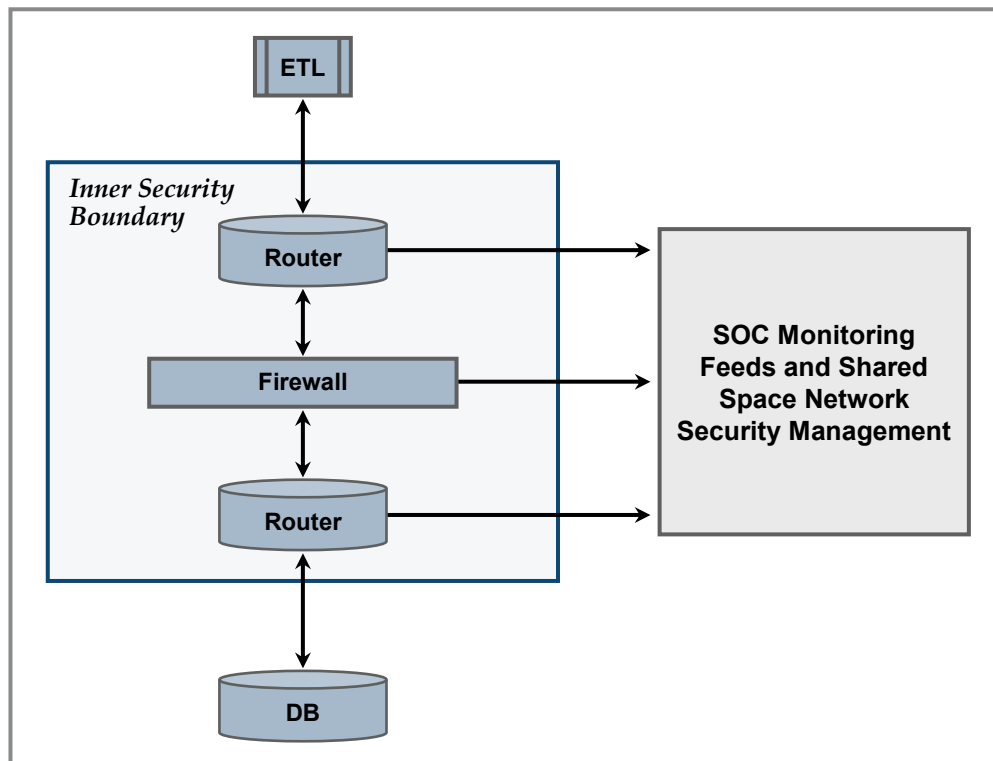 ETL
Inner Security
Boundary
Router
Firewall
Router
DB
SOC Monitoring
Feeds and Shared
Space Network
Security Management